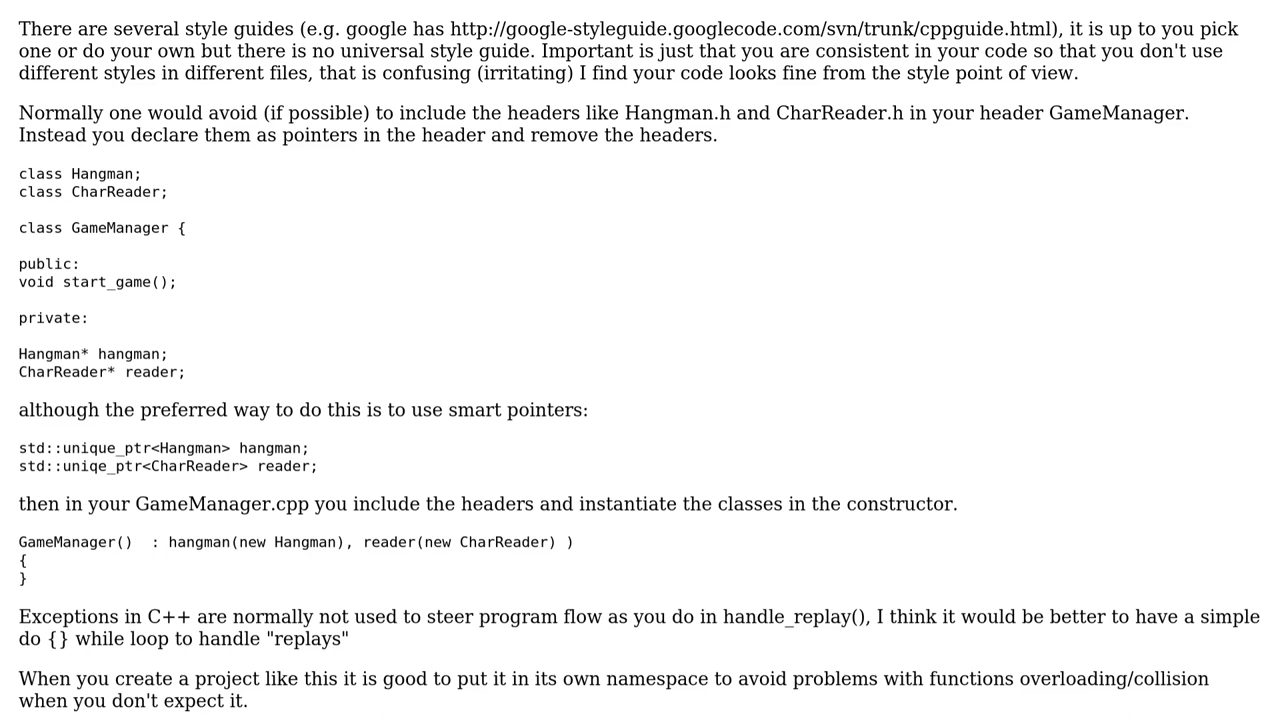 There are several style guides (e.g. google has http://google-styleguide.googlecode.com/svn/trunk/cppguide.html), it is up to you pick
one or do your own but there is no universal style guide. Important is just that you are consistent in your code so that you don't use
different styles in different files, that is confusing (irritating) I find your code looks fine from the style point of view.
Normally one would avoid (if possible) to include the headers like Hangman.h and CharReader.h in your header GameManager.
Instead you declare them as pointers in the header and remove the headers.
class Hangman;
class CharReader;
class GameManager {
public:
void start_game();
private:
Hangman* hangman;
CharReader* reader;
although the preferred way to do this is to use smart pointers:
std::unique_ptr<Hangman> hangman;
std::uniqe_ptr<CharReader> reader;
then in your GameManager.cpp you include the headers and instantiate the classes in the constructor.
GameManager()  : hangman(new Hangman), reader(new CharReader) )
{
}
Exceptions in C++ are normally not used to steer program flow as you do in handle_replay(), I think it would be better to have a simple
do {} while loop to handle "replays"
When you create a project like this it is good to put it in its own namespace to avoid problems with functions overloading/collision
when you don't expect it.